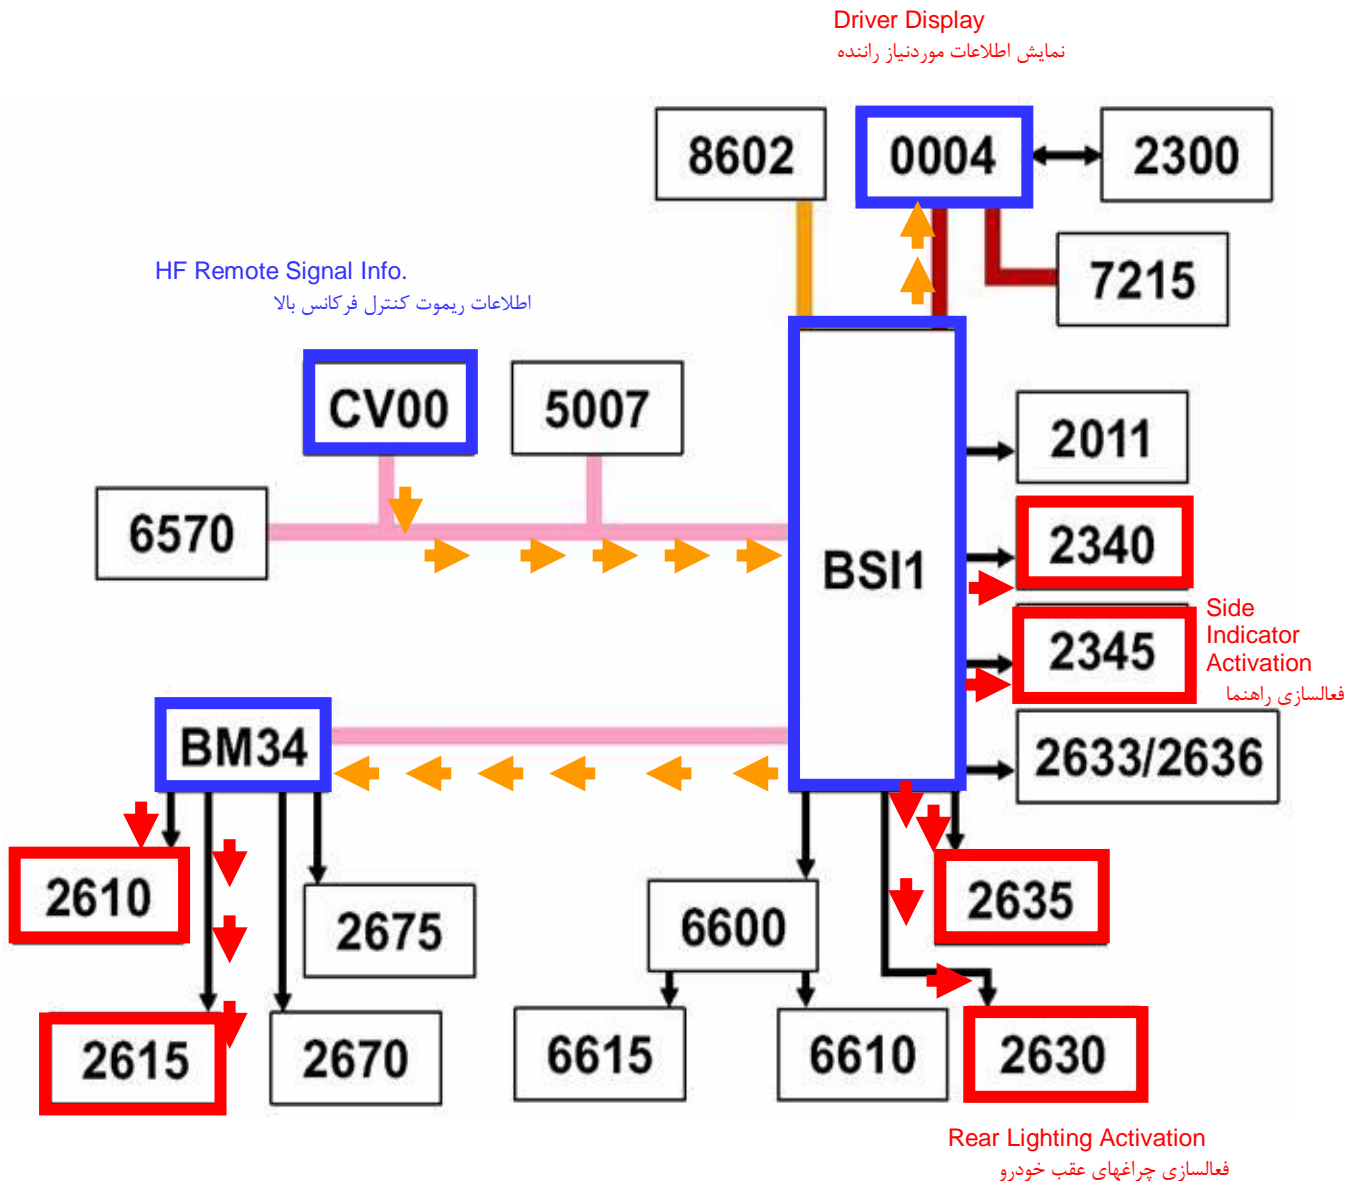 Driver Display
نمایش اطلاعات موردنیاز راننده
8602
0004
2300
7215
HF Remote Signal Info.
اطلاعات ریموت کنترل فرکانس بالا
CV00
5007
2011
6570
2340
BSI1
Side
Indicator
Activation
فعالسازی راهنما
2345
BM34
2633/2636
2610
2675
6600
2635
2615
2670
6615
6610
2630
Rear Lighting Activation
فعالسازی چراغهای عقب خودرو